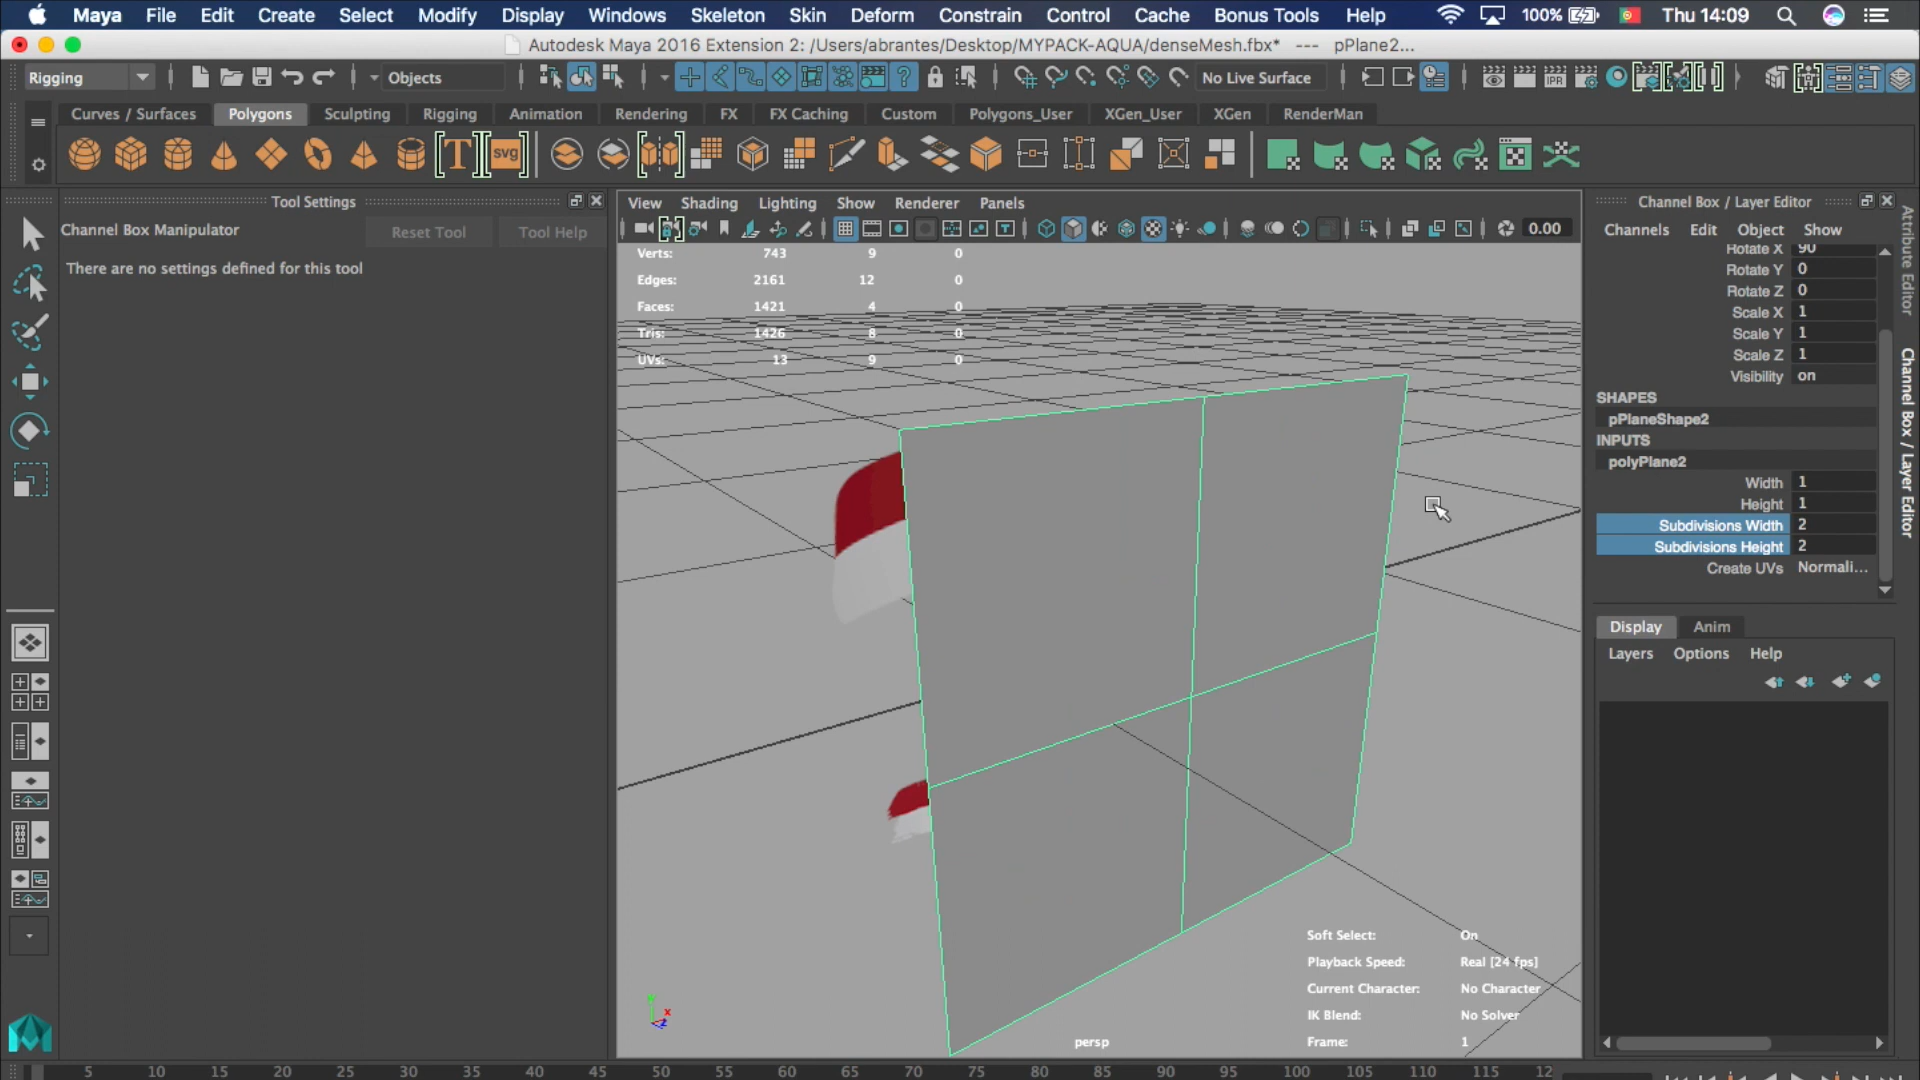 Maya File Edit Create Select Modify Display Windows Skeleton Skin Deform Constrain Control Cache Bonus Tools Help 100% Thu 14:09
Autodesk Maya 2016 Extension 2: /Users/abrantes/Desktop/MYPACK-AQUA/denseMesh.fbx* --- pPlane2...
Rigging Objects No Live Surface IPR
Curves / Surfaces Polygons Sculpting Rigging Animation Rendering FX FX Caching Custom Polygons_User XGen_User XGen RenderMan
T svg
Tool Settings
Channel Box Manipulator Reset Tool Tool Help
There are no settings defined for this tool
View Shading Lighting Show Renderer Panels
0.00
Verts: 743 9 0
Edges: 2161 12 0
Faces: 1421 4 0
Tris: 1426 8 0
UVs: 13 9 0
Soft Select: On
Playback Speed: Real [24 fps]
Current Character: No Character
IK Blend: No Solver
persp Frame: 1
Channel Box / Layer Editor
Channels Edit Object Show
Rotate X 90
Rotate Y 0
Rotate Z 0
Scale X 1
Scale Y 1
Scale Z 1
Visibility on
SHAPES
pPlaneShape2
INPUTS
polyPlane2
Width 1
Height 1
Subdivisions Width 2
Subdivisions Height 2
Create UVs Normali...
Display Anim
Layers Options Help
Attribute Editor
Channel Box / Layer Editor
5 10 15 20 25 30 35 40 45 50 55 60 65 70 75 80 85 90 95 100 105 110 115 12